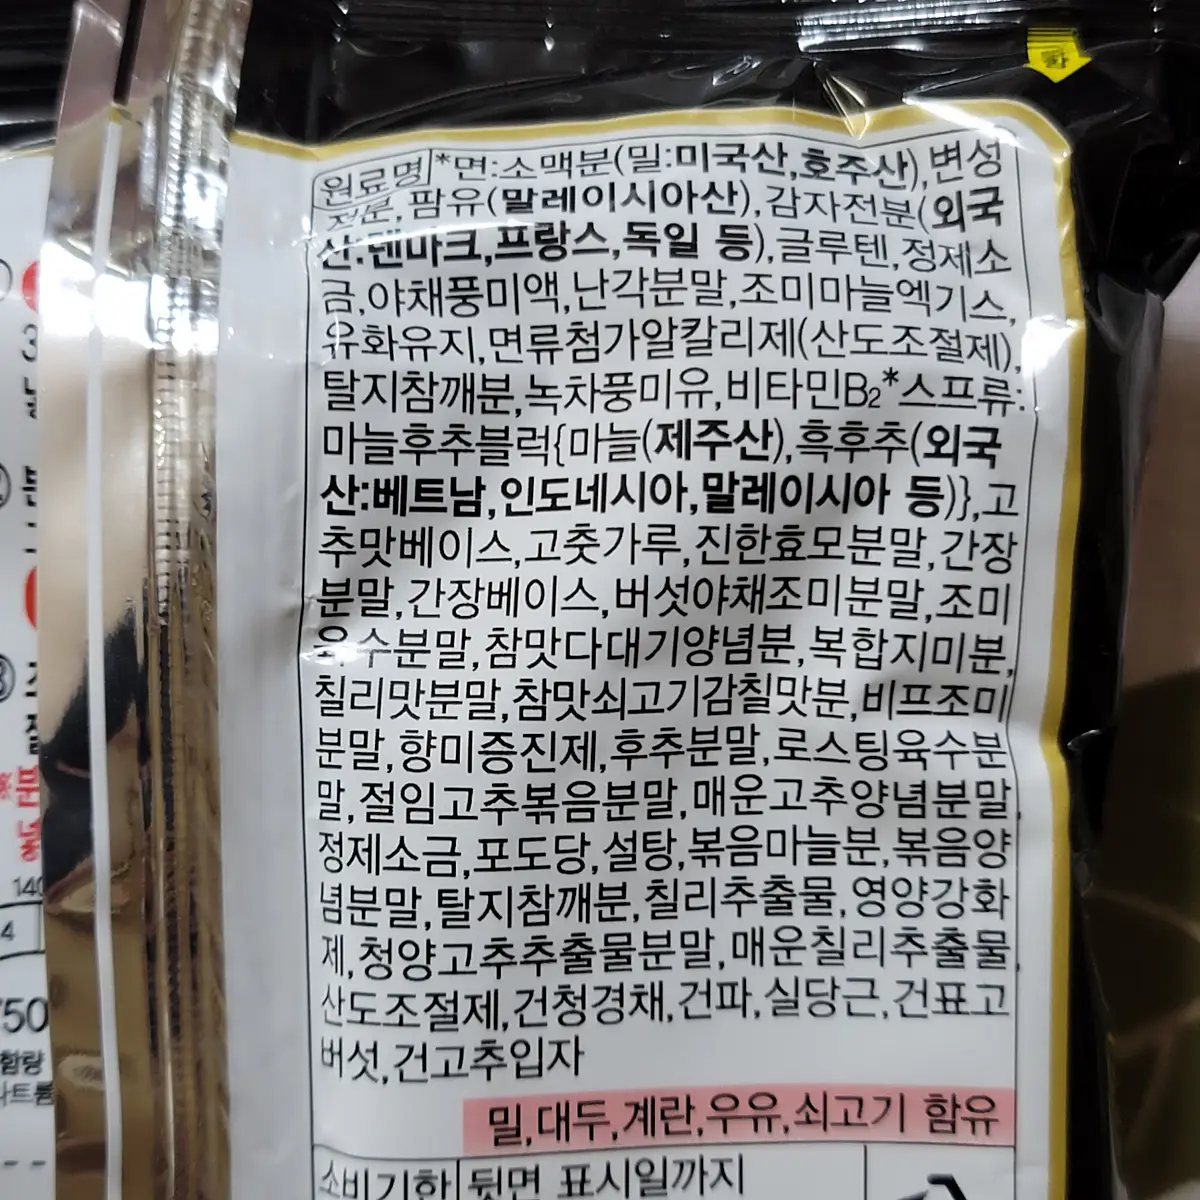 원료명 *면:소맥분(밀:미국산,호주산),변성
전분,팜유(말레이시아산),감자전분(외국
산:덴마크,프랑스,독일 등),글루텐,정제소
금,야채풍미액,난각분말,조미마늘엑기스,
유화유지,면류첨가알칼리제(산도조절제),
탈지참깨분,녹차풍미유,비타민B₂*스프류:
마늘후추블럭{마늘(제주산),흑후추(외국
산:베트남,인도네시아,말레이시아 등)},고
추맛베이스,고춧가루,진한효모분말,간장
분말,간장베이스,버섯야채조미분말,조미
육수분말,참맛다대기양념분,복합지미분,
칠리맛분말,참맛쇠고기감칠맛분,비프조미
분말,향미증진제,후추분말,로스팅육수분
말,절임고추볶음분말,매운고추양념분말,
정제소금,포도당,설탕,볶음마늘분,볶음양
념분말,탈지참깨분,칠리추출물,영양강화
제,청양고추추출물분말,매운칠리추출물,
산도조절제,건청경채,건파,실당근,건표고
버섯,건고추입자
밀,대두,계란,우유,쇠고기 함유
소비기한 뒷면 표시일까지
140
4
750
함량
나트륨